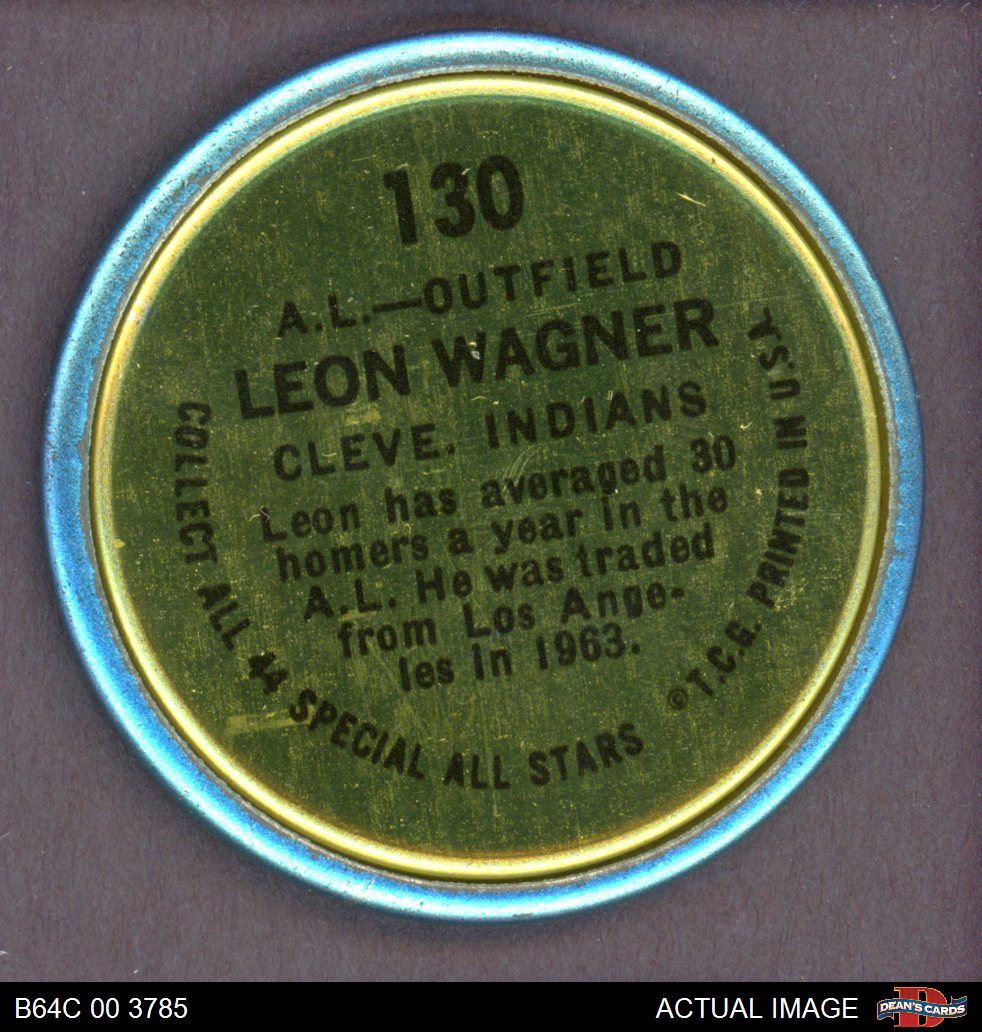 130
A.L.—OUTFIELD
LEON WAGNER
CLEVE. INDIANS
Leon has averaged 30
homers a year in the
A.L. He was traded
from Los Ange-
les in 1963.
COLLECT ALL 44 SPECIAL ALL STARS
© T.C.G. PRINTED IN U.S.A.
B64C 00 3785
ACTUAL IMAGE
DEAN'S CARDS